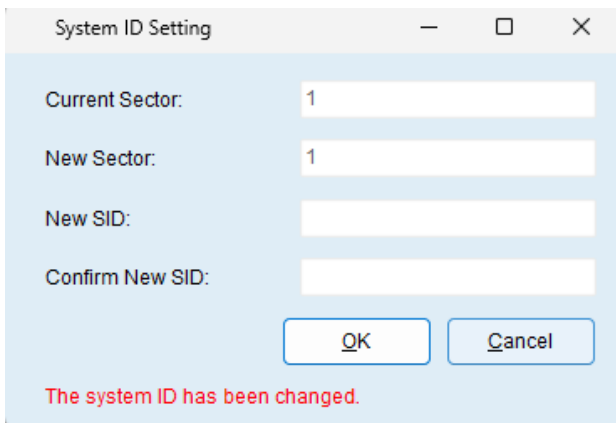 System ID Setting
Current Sector: 1
New Sector: 1
New SID:
Confirm New SID:
OK Cancel
The system ID has been changed.